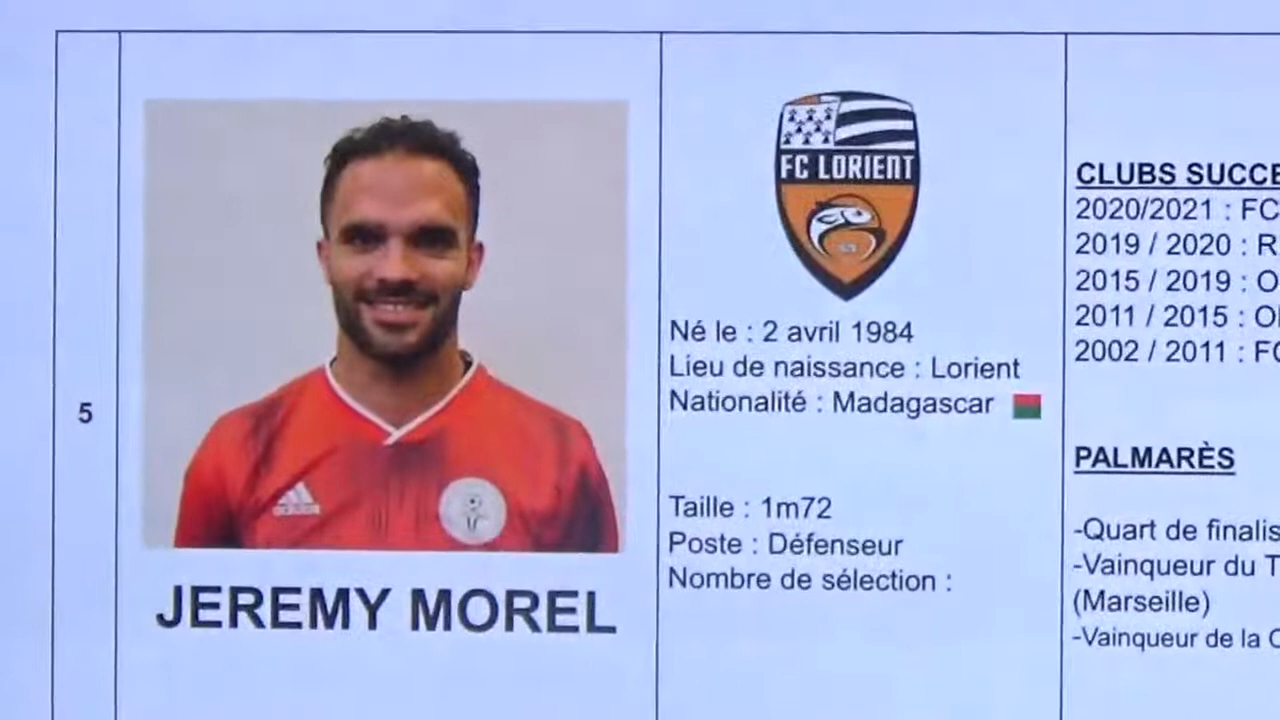 5
adidas
JEREMY MOREL
FC LORIENT
Né le : 2 avril 1984
Lieu de naissance : Lorient
Nationalité : Madagascar
Taille : 1m72
Poste : Défenseur
Nombre de sélection :
CLUBS SUCCE
2020/2021 : FC
2019 / 2020 : R
2015 / 2019 : O
2011 / 2015 : Ol
2002 / 2011 : FC
PALMARÈS
-Quart de finalis
-Vainqueur du T
(Marseille)
-Vainqueur de la C